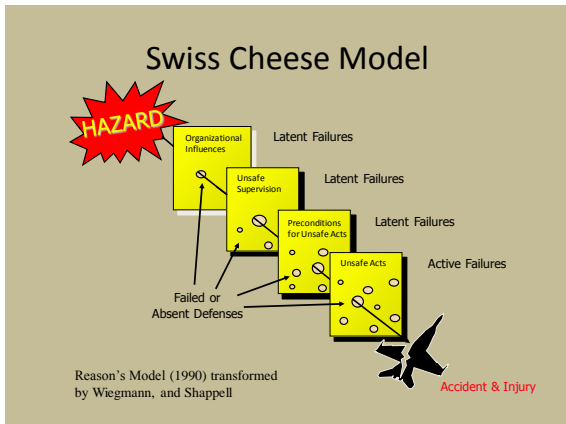 Swiss Cheese Model
HAZARD
Organizational
Influences
Latent Failures
Unsafe
Supervision
Latent Failures
Preconditions
for Unsafe Acts
Latent Failures
Unsafe Acts
Active Failures
Failed or
Absent Defenses
Reason's Model (1990) transformed
by Wiegmann, and Shappell
Accident & Injury